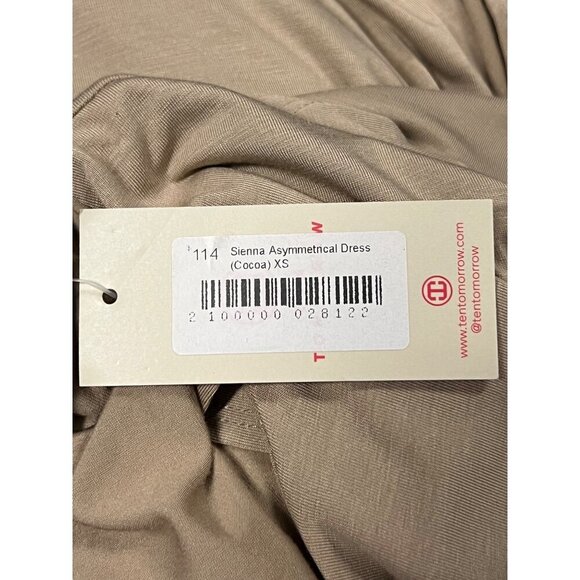 $114 Sienna Asymmetrical Dress
(Cocoa) XS
2 100000 028122
www.tentomorrow.com
@tentomorrow